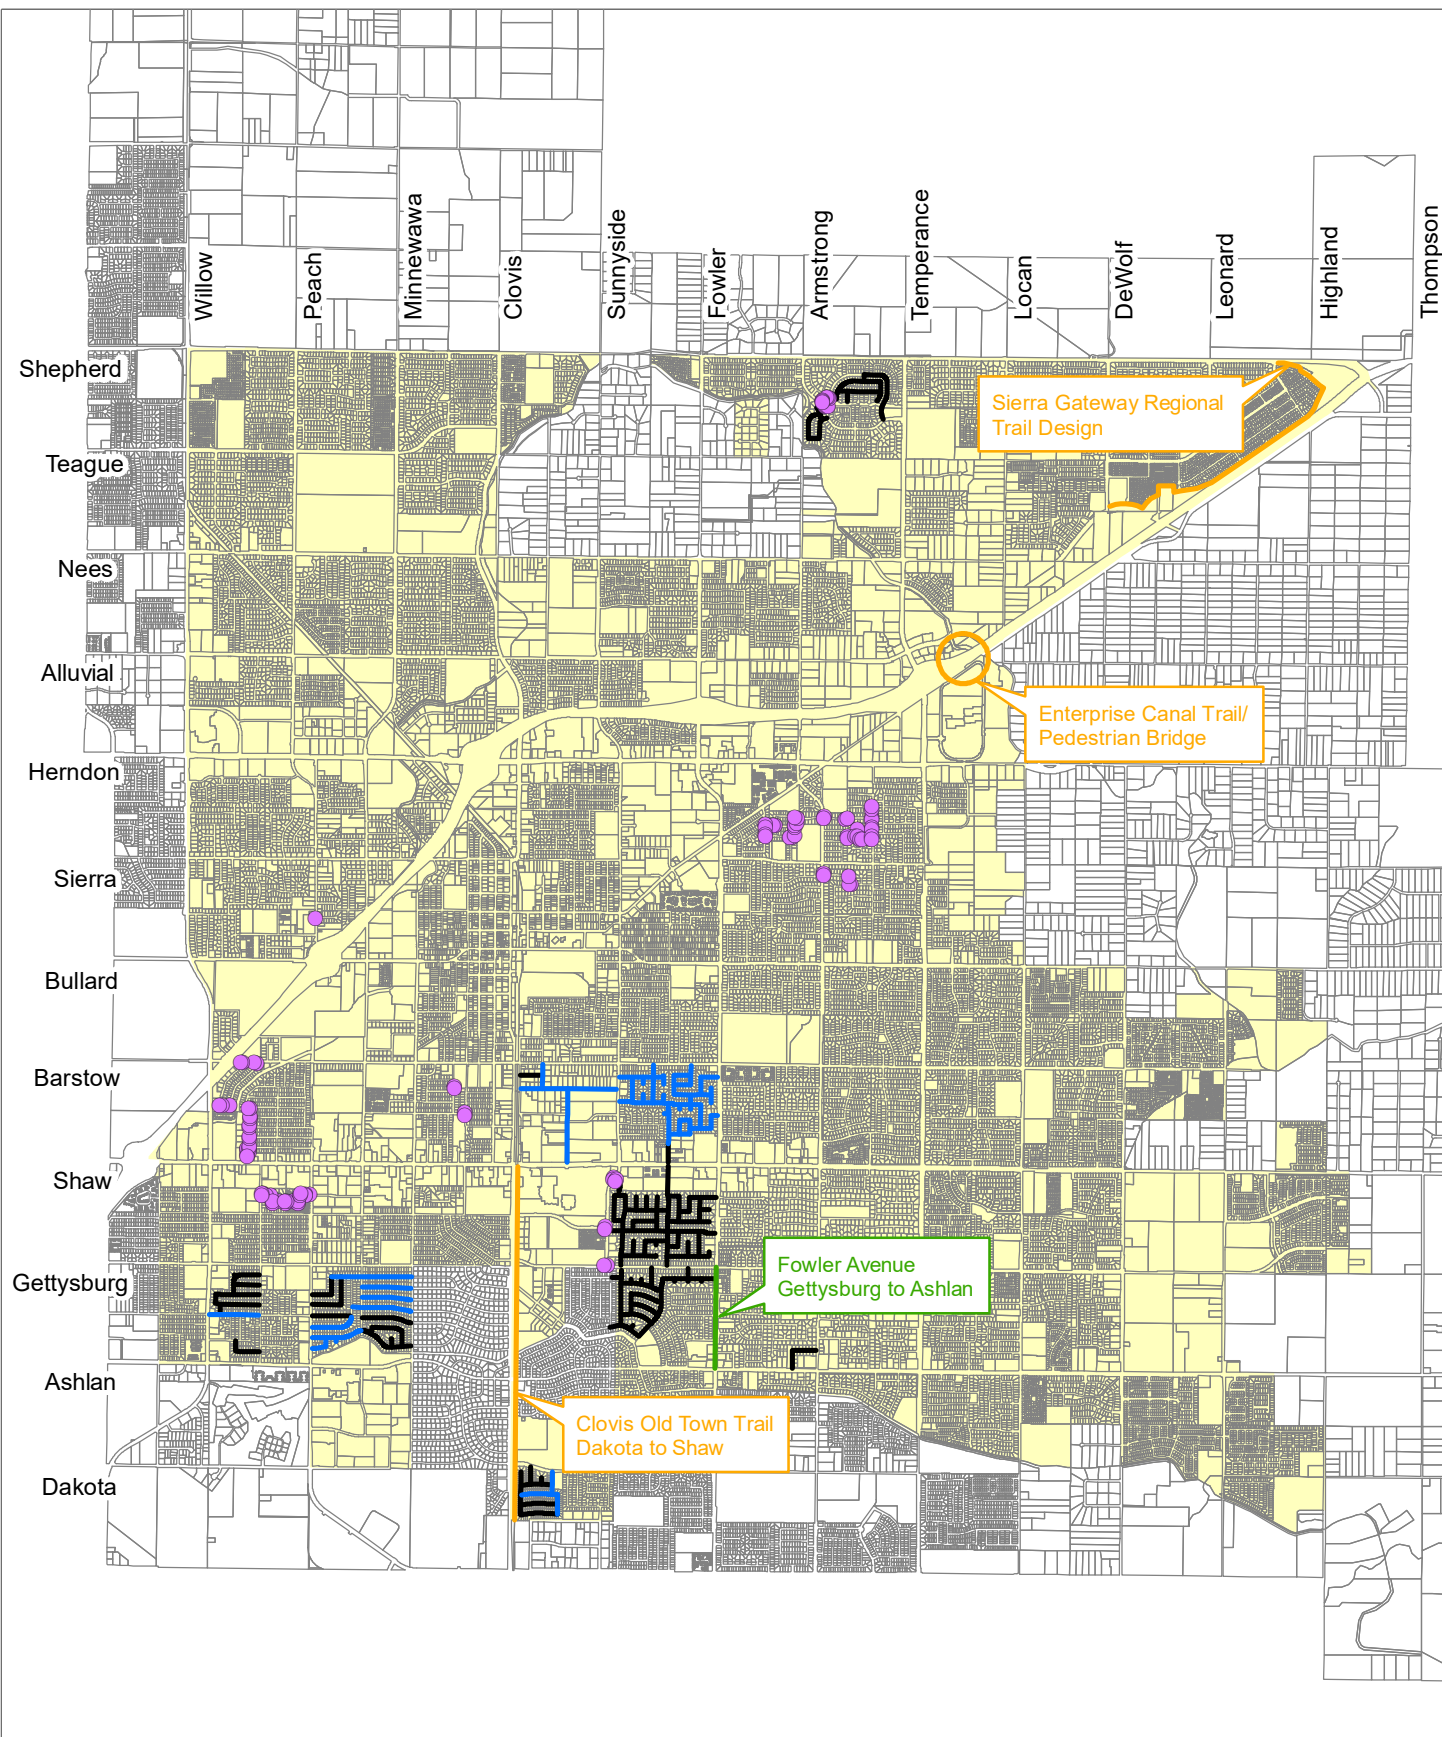 Willow
Peach
Minnewawa
Clovis
Sunnyside
Fowler
Armstrong
Temperance
Locan
DeWolf
Leonard
Highland
Thompson
Shepherd
Sierra Gateway Regional
Trail Design
Teague
Nees
Alluvial
Enterprise Canal Trail/
Pedestrian Bridge
Herndon
Sierra
Bullard
Barstow
Shaw
Gettysburg
Fowler Avenue
Gettysburg to Ashlan
Ashlan
Clovis Old Town Trail
Dakota to Shaw
Dakota